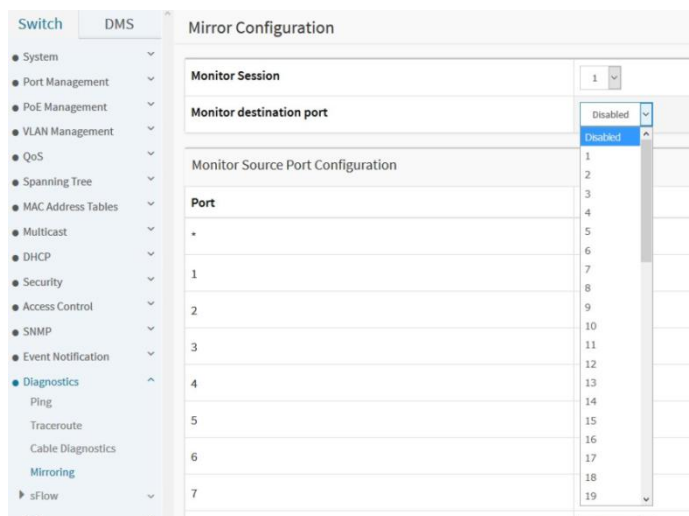 Switch DMS
System
Port Management
PoE Management
VLAN Management
QoS
Spanning Tree
MAC Address Tables
Multicast
DHCP
Security
Access Control
SNMP
Event Notification
Diagnostics
Ping
Traceroute
Cable Diagnostics
Mirroring
sFlow
Mirror Configuration
Monitor Session 1
Monitor destination port Disabled
Disabled
1
2
3
4
5
6
7
8
9
10
11
12
13
14
15
16
17
18
19
Monitor Source Port Configuration
Port
*
1
2
3
4
5
6
7